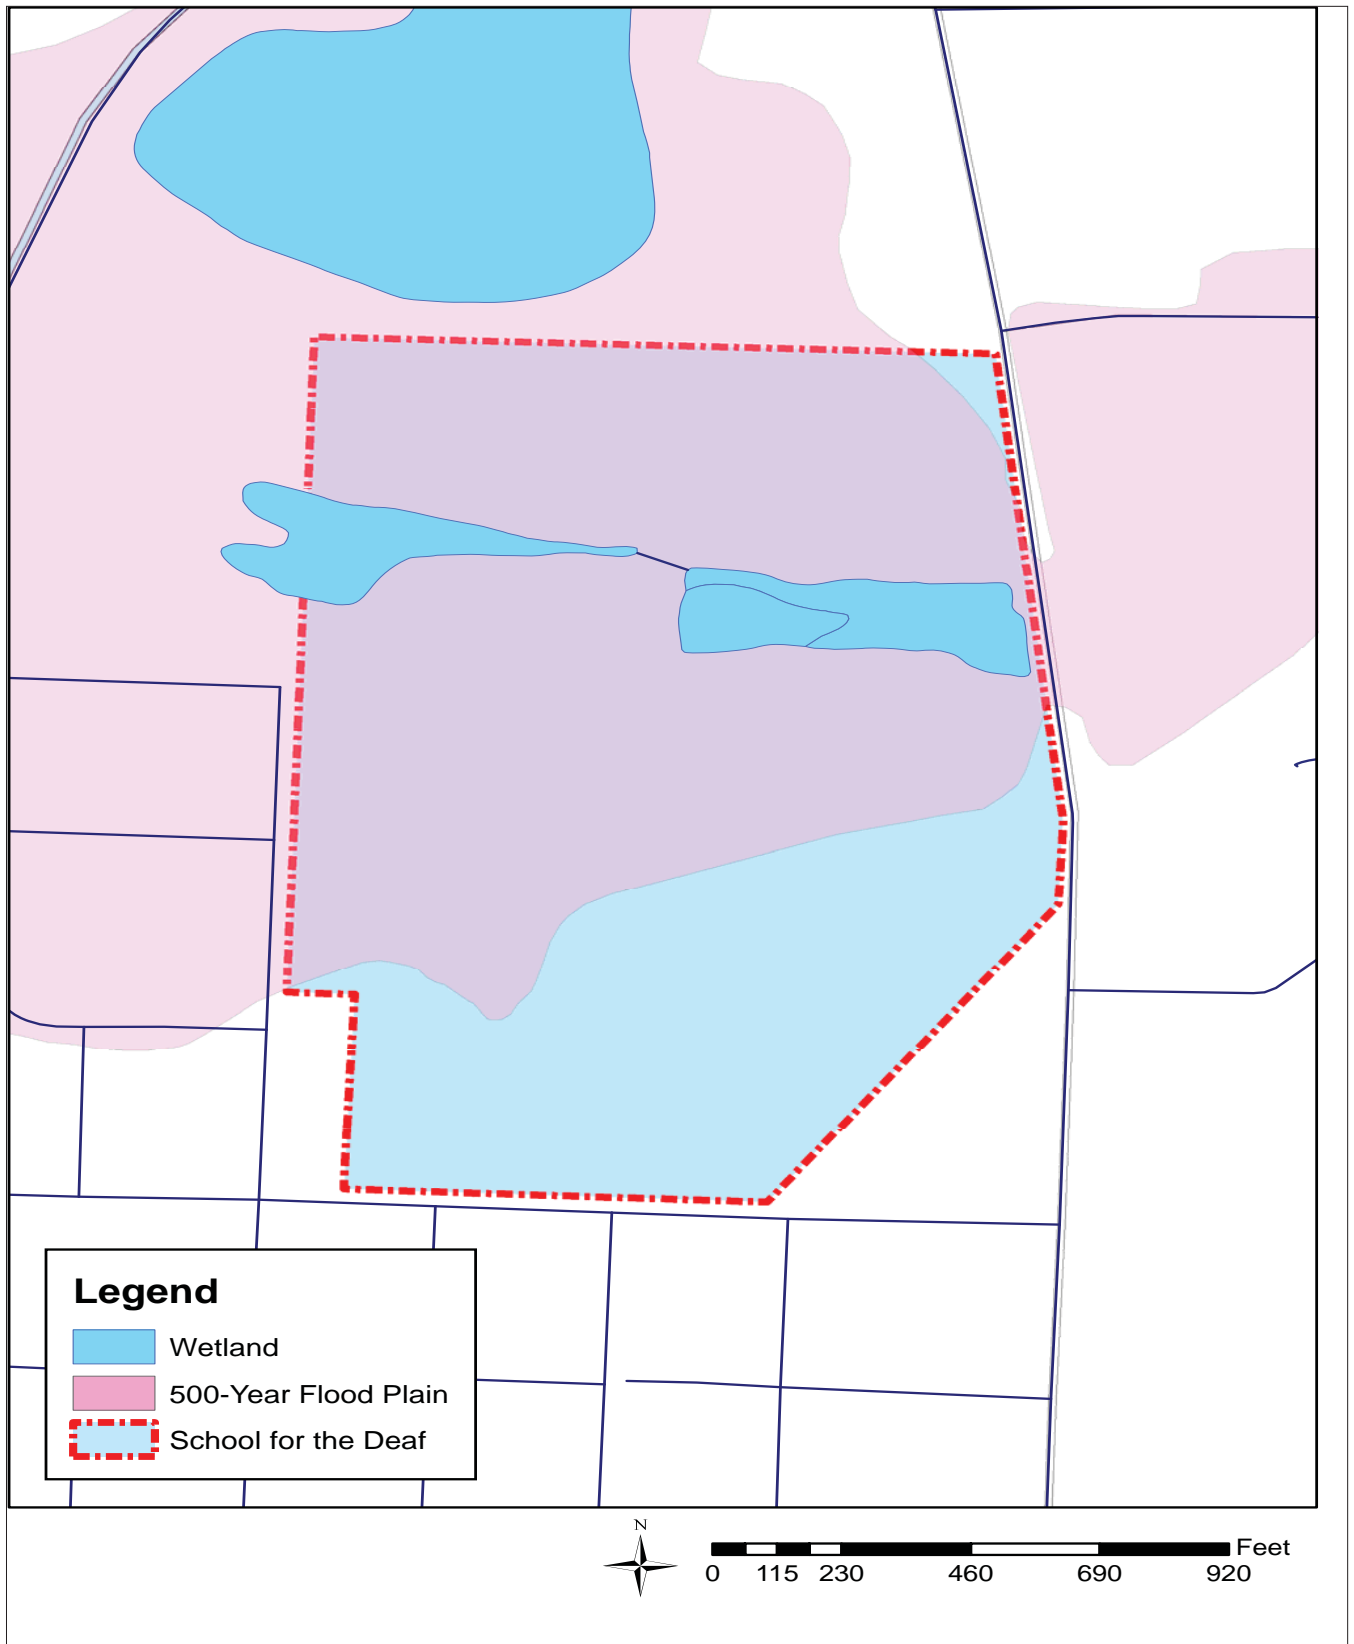 Legend
Wetland
500-Year Flood Plain
School for the Deaf
N
Feet
0 115 230 460 690 920